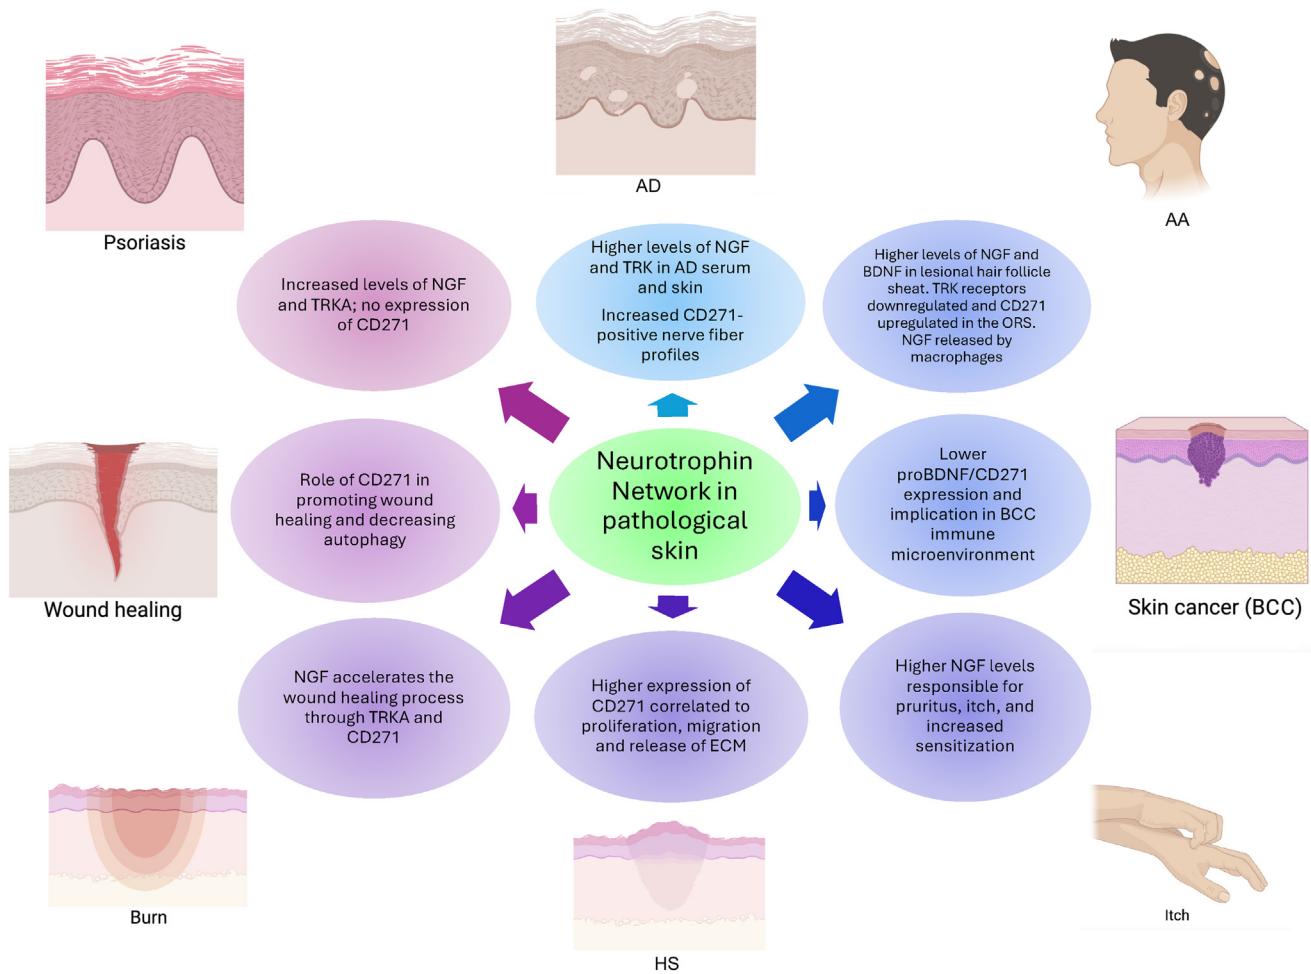 AD
AA
Psoriasis
Increased levels of NGF
and TRKA; no expression
of CD271
Higher levels of NGF
and TRK in AD serum
and skin
Increased CD271-
positive nerve fiber
profiles
Higher levels of NGF and
BDNF in lesional hair follicle
sheat. TRK receptors
downregulated and CD271
upregulated in the ORS.
NGF released by
macrophages
Role of CD271 in
promoting wound
healing and decreasing
autophagy
Neurotrophin
Network in
pathological
skin
Lower
proBDNF/CD271
expression and
implication in BCC
immune
microenvironment
Wound healing
Skin cancer (BCC)
NGF accelerates the
wound healing process
through TRKA and
CD271
Higher expression of
CD271 correlated to
proliferation, migration
and release of ECM
Higher NGF levels
responsible for
pruritus, itch, and
increased
sensitization
Burn
HS
Itch